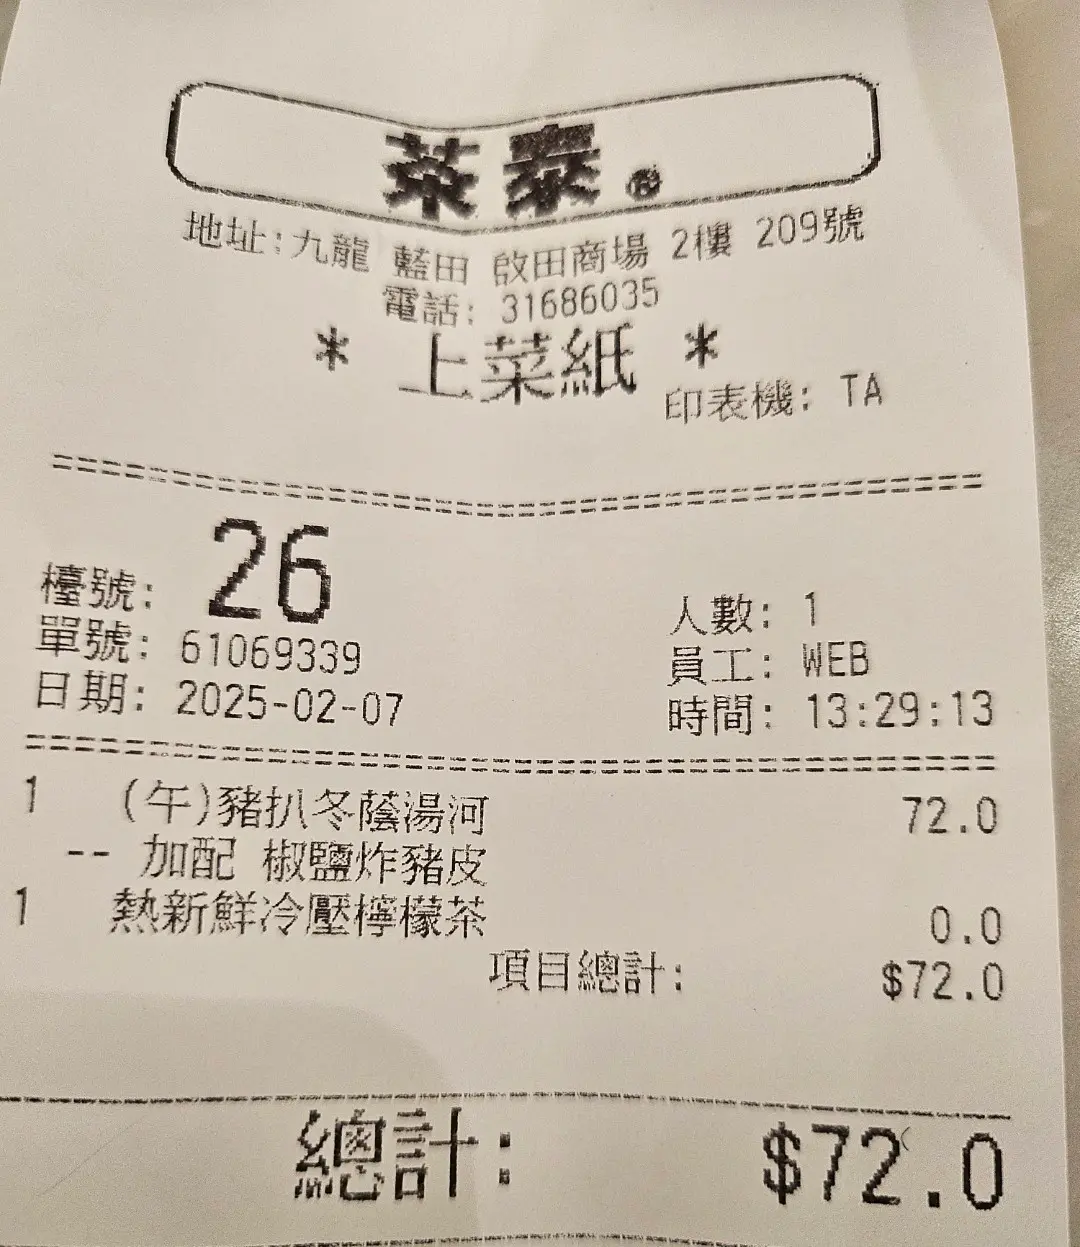 茶泰®
地址:九龍 藍田 啟田商場 2樓 209號
電話: 31686035
* 上菜紙 *
印表機: TA
檯號: 26
人數: 1
單號: 61069339
員工: WEB
日期: 2025-02-07
時間: 13:29:13
1 (午)豬扒冬蔭湯河 72.0
-- 加配 椒鹽炸豬皮
1 熱新鮮冷壓檸檬茶 0.0
項目總計: $72.0
總計: $72.0